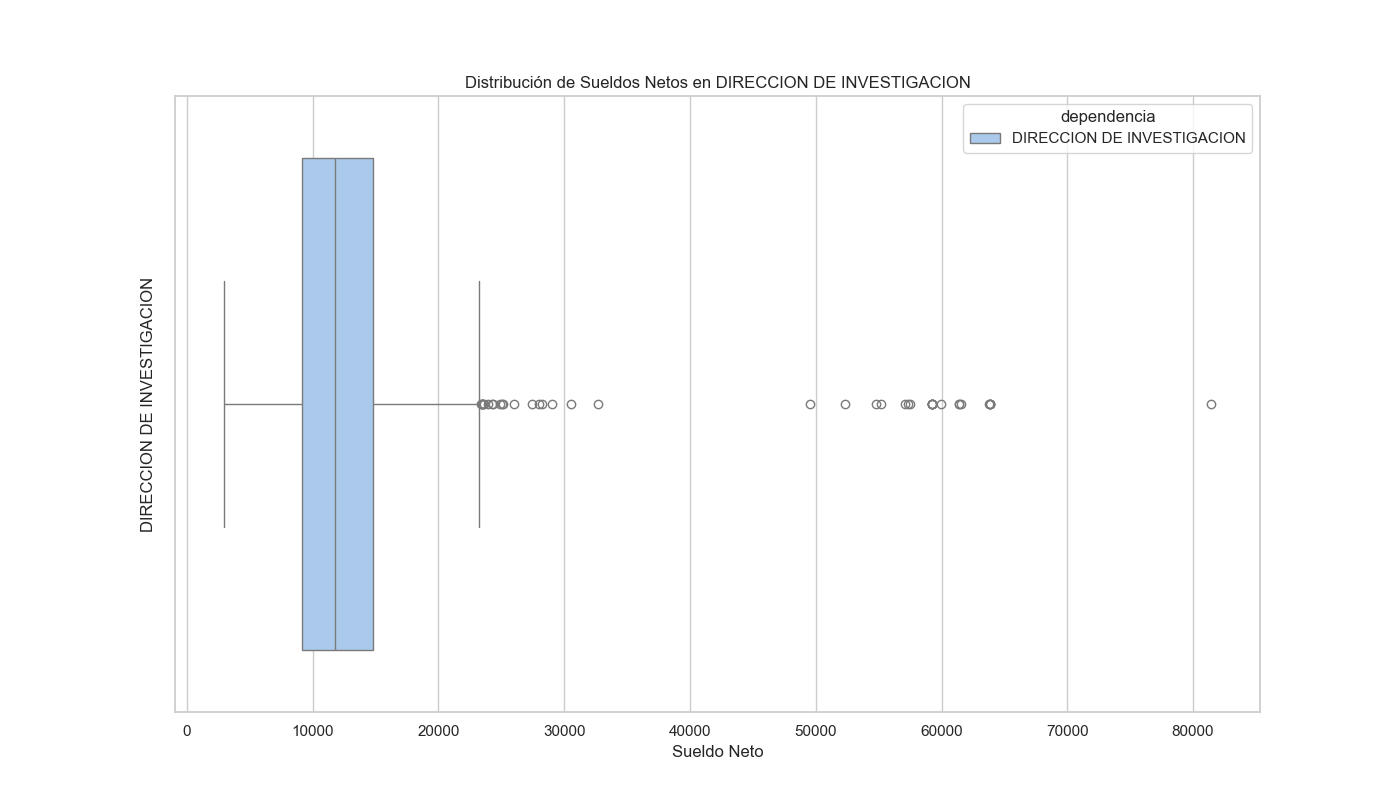 Distribución de Sueldos Netos en DIRECCION DE INVESTIGACION
dependencia
DIRECCION DE INVESTIGACION
DIRECCION DE INVESTIGACION
0 10000 20000 30000 40000 50000 60000 70000 80000
Sueldo Neto